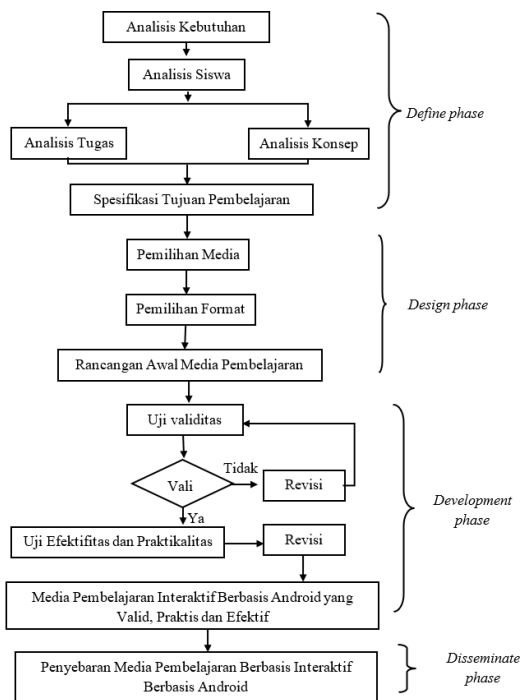 Analisis Kebutuhan
Analisis Siswa
Define phase
Analisis Tugas
Analisis Konsep
Spesifikasi Tujuan Pembelajaran
Pemilihan Media
Design phase
Pemilihan Format
Rancangan Awal Media Pembelajaran
Uji validitas
Tidak
Vali
Revisi
Development
phase
Ya
Uji Efektifitas dan Praktikalitas
Revisi
Media Pembelajaran Interaktif Berbasis Android yang
Valid, Praktis dan Efektif
Penyebaran Media Pembelajaran Berbasis Interaktif
Berbasis Android
Disseminate
phase